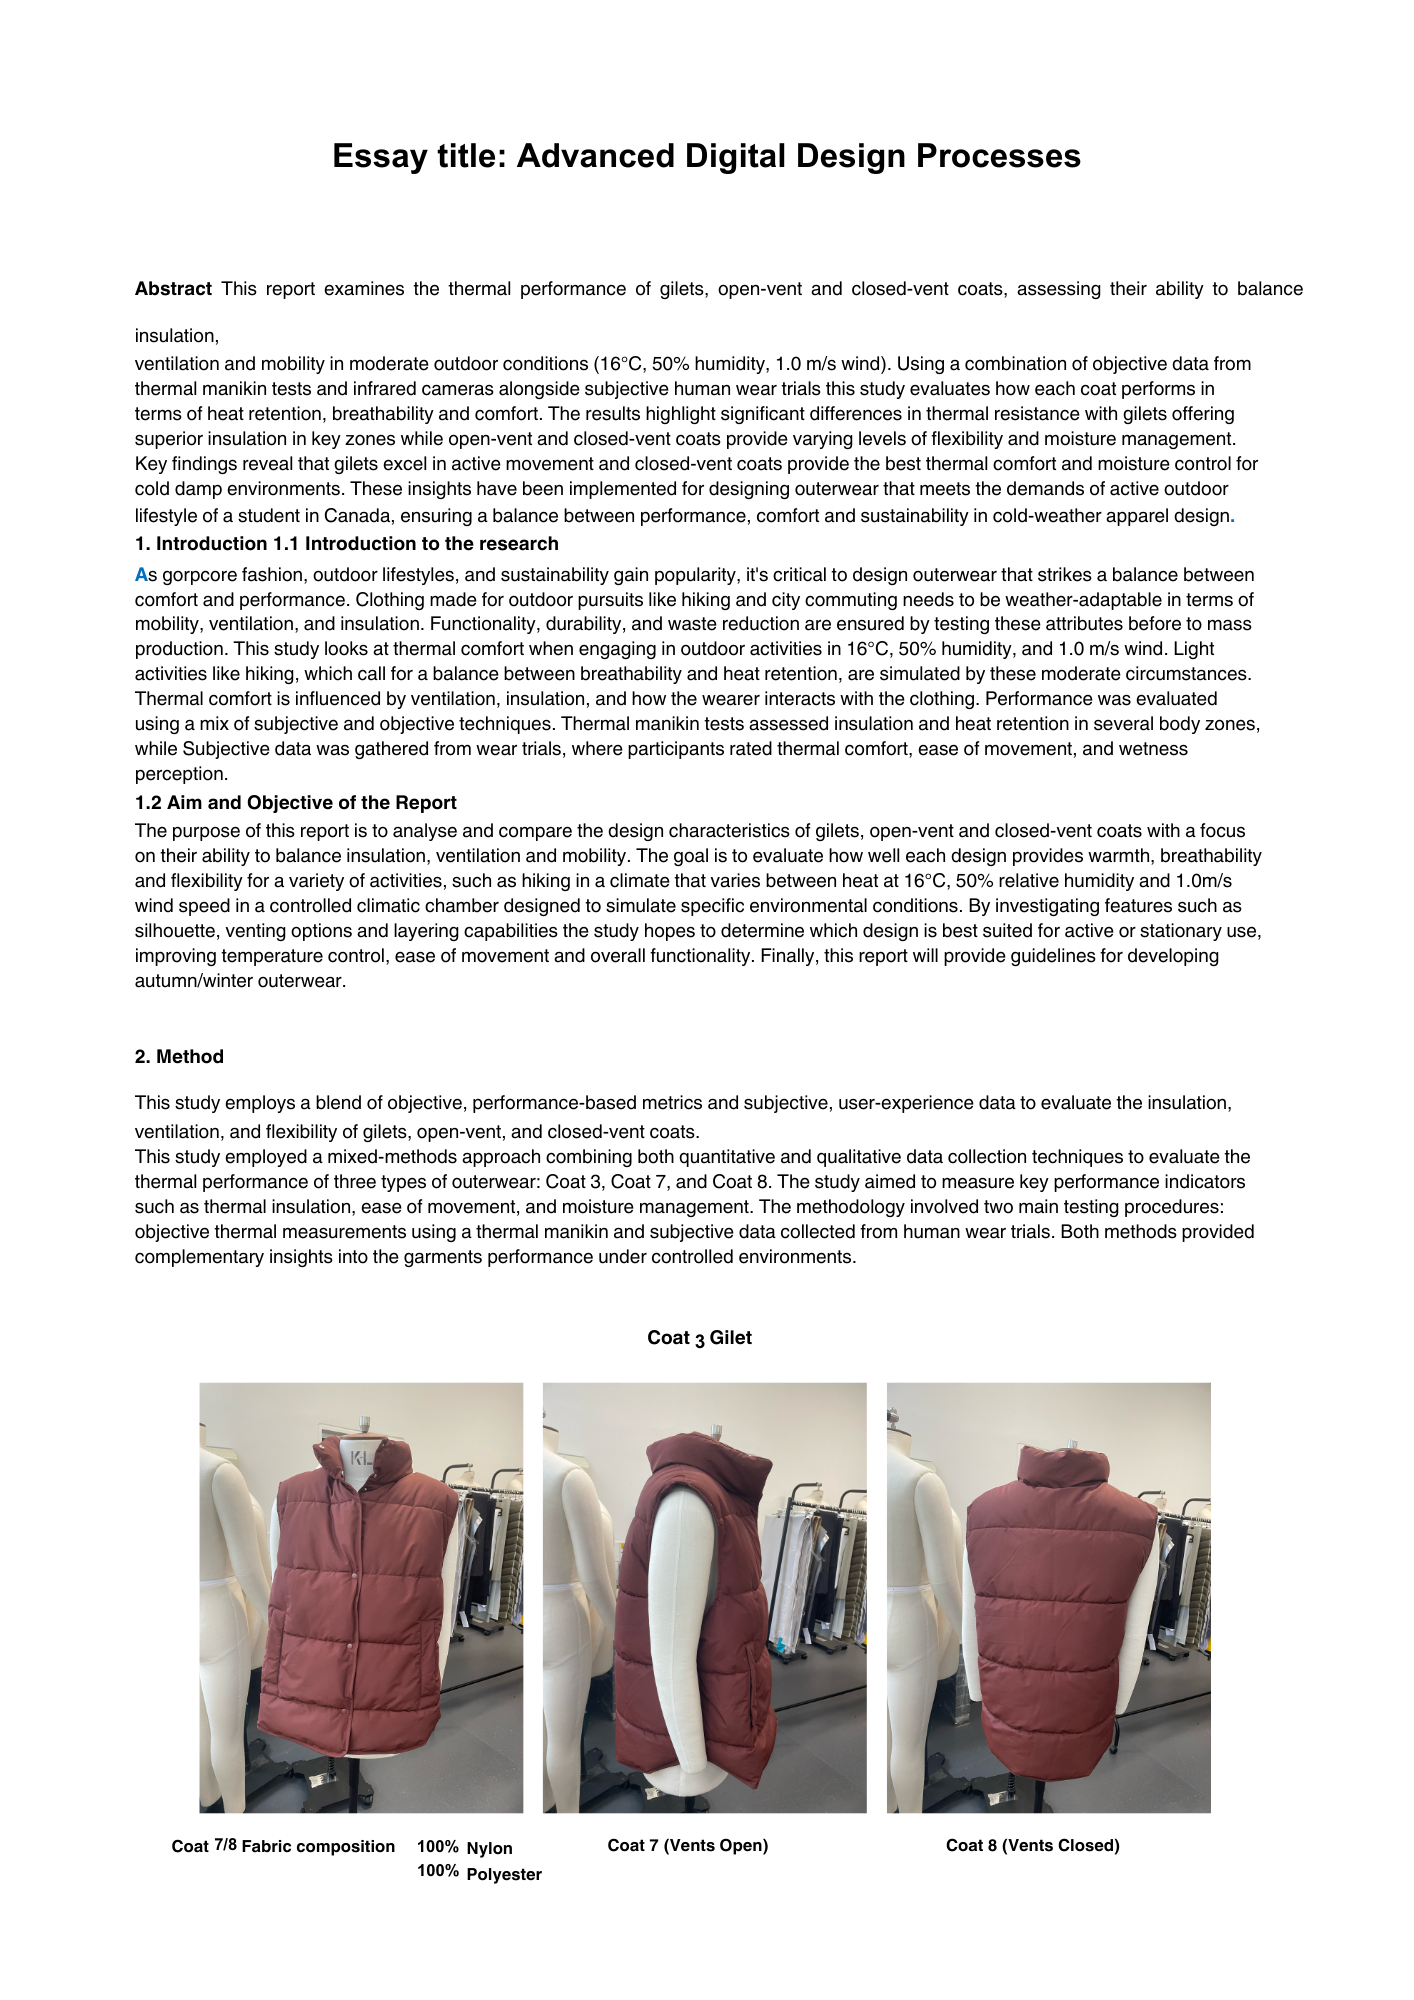 Essay title: Advanced Digital Design Processes
Abstract This report examines the thermal performance of gilets, open-vent and closed-vent coats, assessing their ability to balance
insulation,
ventilation and mobility in moderate outdoor conditions (16°C, 50% humidity, 1.0 m/s wind). Using a combination of objective data from
thermal manikin tests and infrared cameras alongside subjective human wear trials this study evaluates how each coat performs in
terms of heat retention, breathability and comfort. The results highlight significant differences in thermal resistance with gilets offering
superior insulation in key zones while open-vent and closed-vent coats provide varying levels of flexibility and moisture management.
Key findings reveal that gilets excel in active movement and closed-vent coats provide the best thermal comfort and moisture control for
cold damp environments. These insights have been implemented for designing outerwear that meets the demands of active outdoor
lifestyle of a student in Canada, ensuring a balance between performance, comfort and sustainability in cold-weather apparel design.
1. Introduction 1.1 Introduction to the research
As gorpcore fashion, outdoor lifestyles, and sustainability gain popularity, it's critical to design outerwear that strikes a balance between
comfort and performance. Clothing made for outdoor pursuits like hiking and city commuting needs to be weather-adaptable in terms of
mobility, ventilation, and insulation. Functionality, durability, and waste reduction are ensured by testing these attributes before to mass
production. This study looks at thermal comfort when engaging in outdoor activities in 16°C, 50% humidity, and 1.0 m/s wind. Light
activities like hiking, which call for a balance between breathability and heat retention, are simulated by these moderate circumstances.
Thermal comfort is influenced by ventilation, insulation, and how the wearer interacts with the clothing. Performance was evaluated
using a mix of subjective and objective techniques. Thermal manikin tests assessed insulation and heat retention in several body zones,
while Subjective data was gathered from wear trials, where participants rated thermal comfort, ease of movement, and wetness
perception.
1.2 Aim and Objective of the Report
The purpose of this report is to analyse and compare the design characteristics of gilets, open-vent and closed-vent coats with a focus
on their ability to balance insulation, ventilation and mobility. The goal is to evaluate how well each design provides warmth, breathability
and flexibility for a variety of activities, such as hiking in a climate that varies between heat at 16°C, 50% relative humidity and 1.0m/s
wind speed in a controlled climatic chamber designed to simulate specific environmental conditions. By investigating features such as
silhouette, venting options and layering capabilities the study hopes to determine which design is best suited for active or stationary use,
improving temperature control, ease of movement and overall functionality. Finally, this report will provide guidelines for developing
autumn/winter outerwear.
2. Method
This study employs a blend of objective, performance-based metrics and subjective, user-experience data to evaluate the insulation,
ventilation, and flexibility of gilets, open-vent, and closed-vent coats.
This study employed a mixed-methods approach combining both quantitative and qualitative data collection techniques to evaluate the
thermal performance of three types of outerwear: Coat 3, Coat 7, and Coat 8. The study aimed to measure key performance indicators
such as thermal insulation, ease of movement, and moisture management. The methodology involved two main testing procedures:
objective thermal measurements using a thermal manikin and subjective data collected from human wear trials. Both methods provided
complementary insights into the garments performance under controlled environments.
Coat 3 Gilet
K·L
Coat 7/8 Fabric composition 100% Nylon
100% Polyester
Coat 7 (Vents Open)
Coat 8 (Vents Closed)